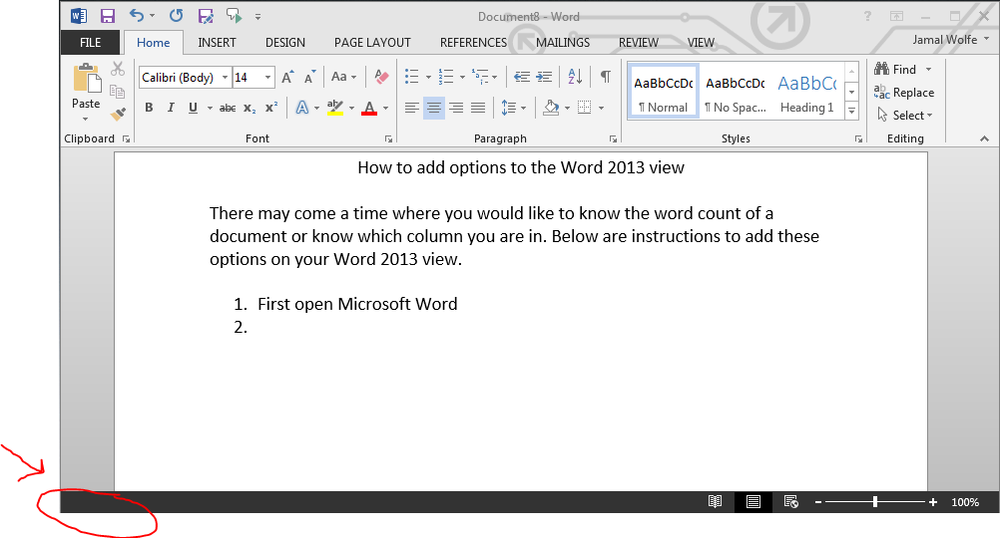 Document8 - Word
?
FILE Home INSERT DESIGN PAGE LAYOUT REFERENCES MAILINGS REVIEW VIEW Jamal Wolfe
Calibri (Body) 14 Aa AaBbCcDc AaBbCcDc AaBbCc Find
Paste B I U abc x₂ x² A ab A ¶ Normal ¶ No Spac... Heading 1 Replace
Select
Clipboard Font Paragraph Styles Editing
How to add options to the Word 2013 view
There may come a time where you would like to know the word count of a
document or know which column you are in. Below are instructions to add these
options on your Word 2013 view.
1. First open Microsoft Word
2.
100%